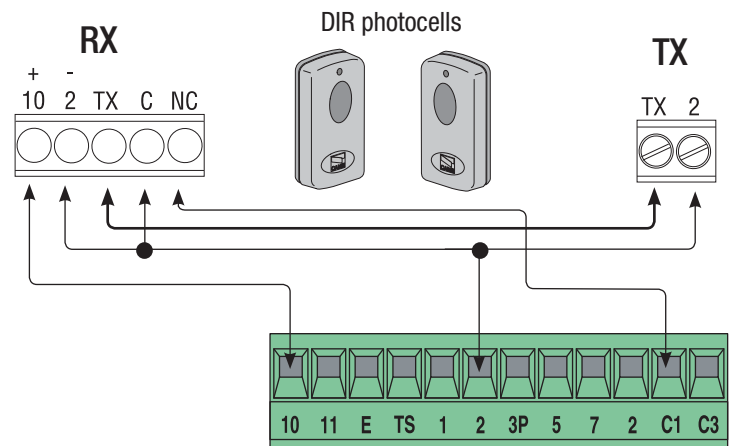 DIR photocells
RX
TX
+ -
10 2 TX C NC
TX 2
10 11 E TS 1 2 3P 5 7 2 C1 C3